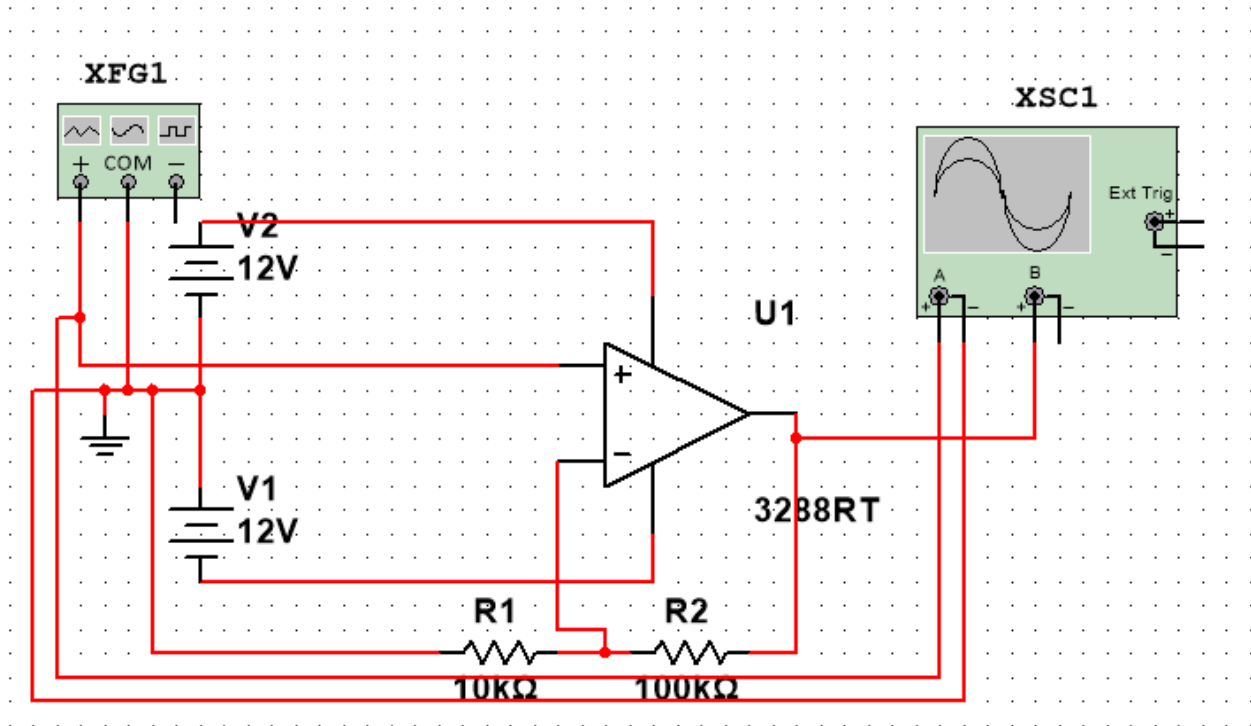 XFG1
+ COM −
V2
12V
XSC1
Ext Trig
+
−
A
B
+ −
+ −
U1
+
−
3288RT
V1
12V
R1
10kΩ
R2
100kΩ